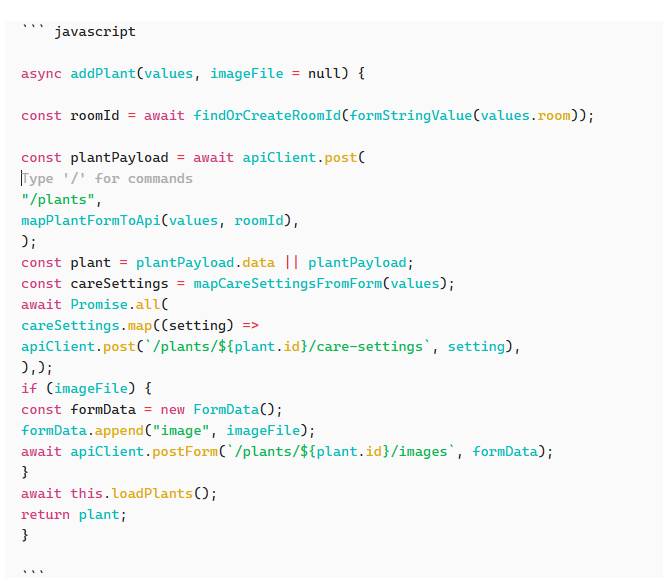 ``` javascript
async addPlant(values, imageFile = null) {
const roomId = await findOrCreateRoomId(formStringValue(values.room));
const plantPayload = await apiClient.post(
Type '/' for commands
"/plants",
mapPlantFormToApi(values, roomId),
);
const plant = plantPayload.data || plantPayload;
const careSettings = mapCareSettingsFromForm(values);
await Promise.all(
careSettings.map((setting) =>
apiClient.post(`/plants/${plant.id}/care-settings`, setting),
),);
if (imageFile) {
const formData = new FormData();
formData.append("image", imageFile);
await apiClient.postForm(`/plants/${plant.id}/images`, formData);
}
await this.loadPlants();
return plant;
}
```